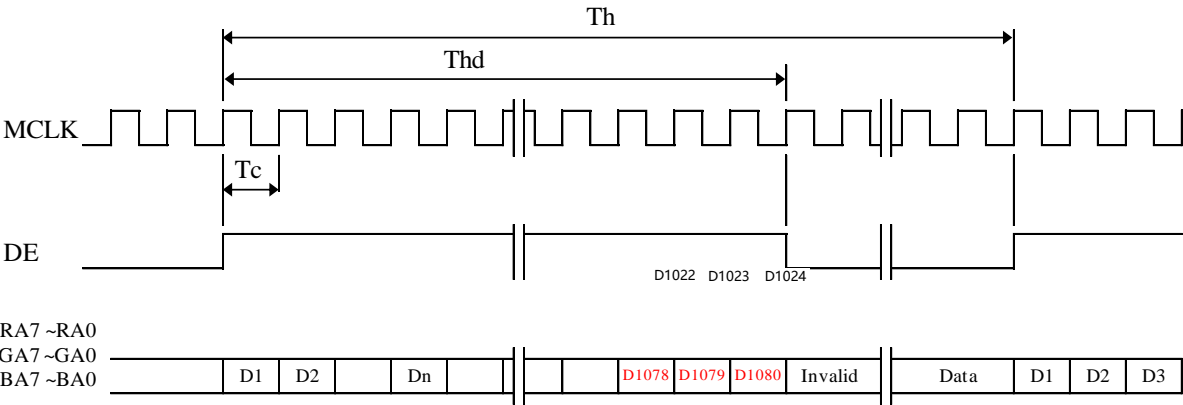 Th
Thd
MCLK
Tc
DE
D1022 D1023 D1024
RA7 ~RA0
GA7 ~GA0
BA7 ~BA0
D1 D2 Dn D1078 D1079 D1080 Invalid Data D1 D2 D3